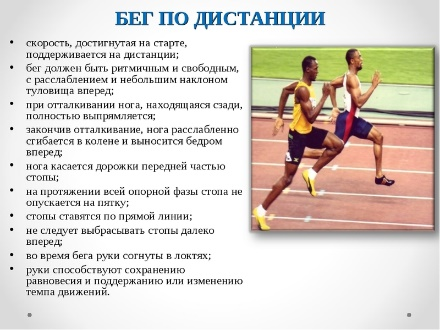 БЕГ ПО ДИСТАНЦИИ
• скорость, достигнутая на старте,
поддерживается на дистанции;
• бег должен быть ритмичным и свободным,
с расслаблением и небольшим наклоном
туловища вперед;
• при отталкивании нога, находящаяся сзади,
полностью выпрямляется;
• закончив отталкивание, нога расслабленно
сгибается в колене и выносится бедром
вперед;
• нога касается дорожки передней частью
стопы;
• на протяжении всей опорной фазы стопа не
опускается на пятку;
• стопы ставятся по прямой линии;
• не следует выбрасывать стопы далеко
вперед;
• во время бега руки согнуты в локтях;
• руки способствуют сохранению
равновесия и поддержанию или изменению
темпа движений.